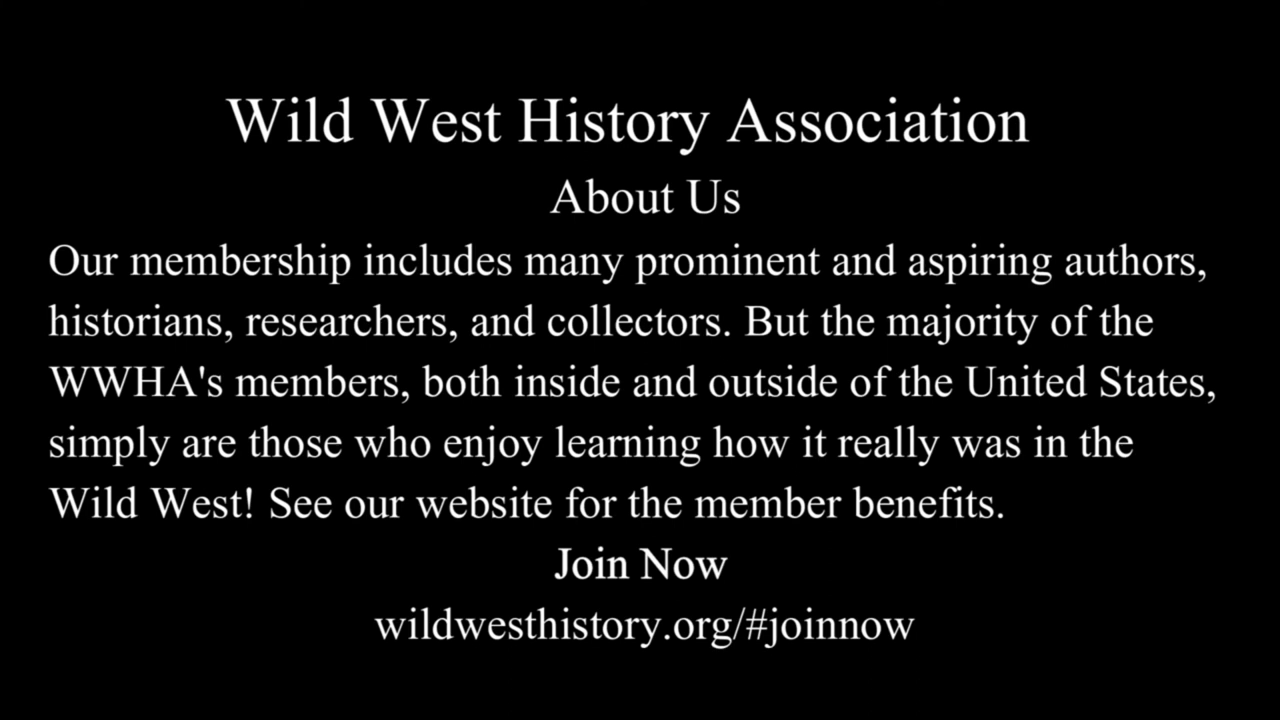 Wild West History Association
About Us
Our membership includes many prominent and aspiring authors,
historians, researchers, and collectors. But the majority of the
WWHA's members, both inside and outside of the United States,
simply are those who enjoy learning how it really was in the
Wild West! See our website for the member benefits.
Join Now
wildwesthistory.org/#joinnow